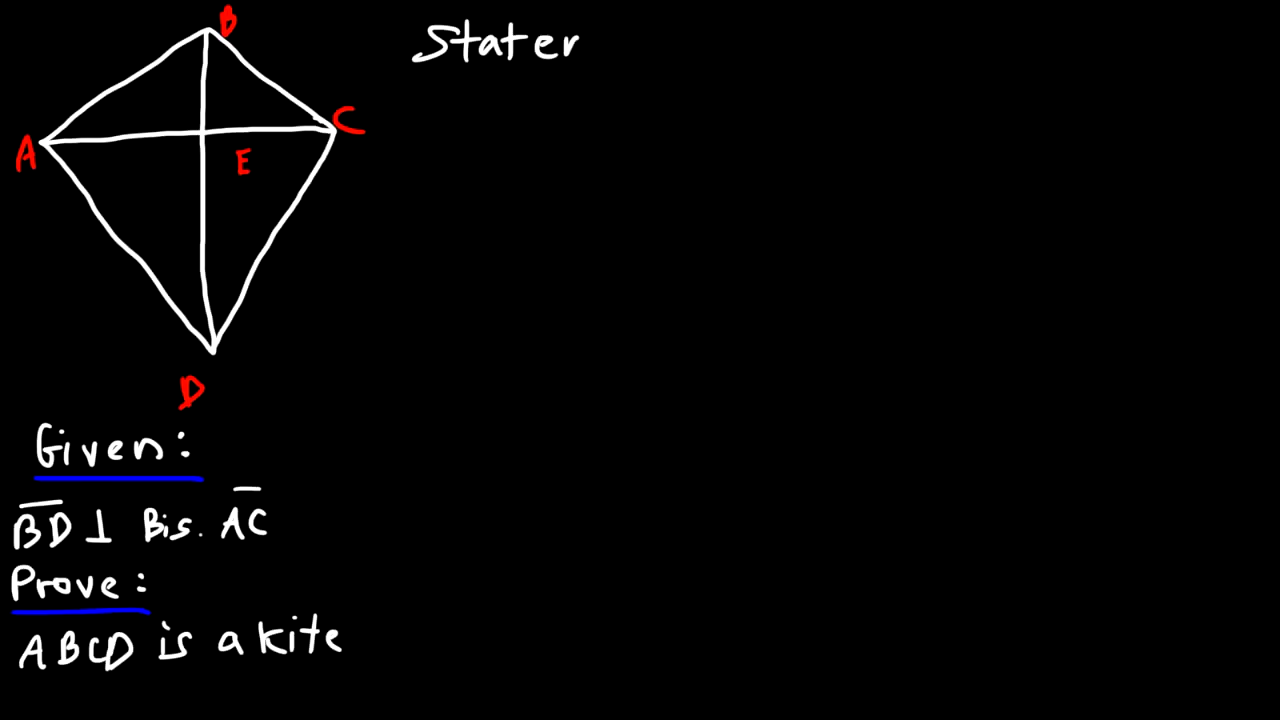 B
Stater
C
A
E
D
Given:
BD ⊥ Bis. AC
Prove:
ABCD is a kite